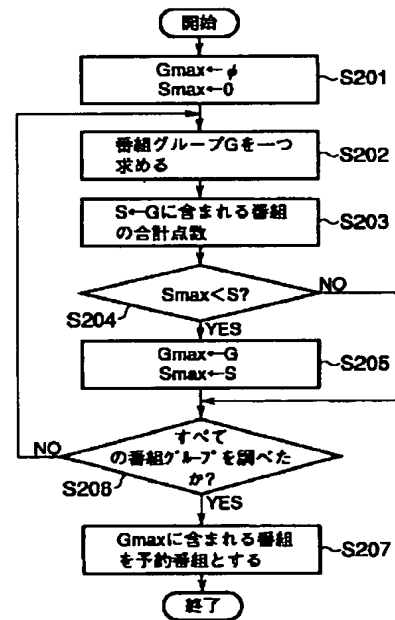 開始
Gmax←φ
Smax←0
S201
番組グループGを一つ
求める
S202
S←Gに含まれる番組
の合計点数
S203
Smax<S?
NO
S204
YES
Gmax←G
Smax←S
S205
すべて
の番組グループを調べた
か?
NO
S206
YES
Gmaxに含まれる番組
を予約番組とする
S207
終了